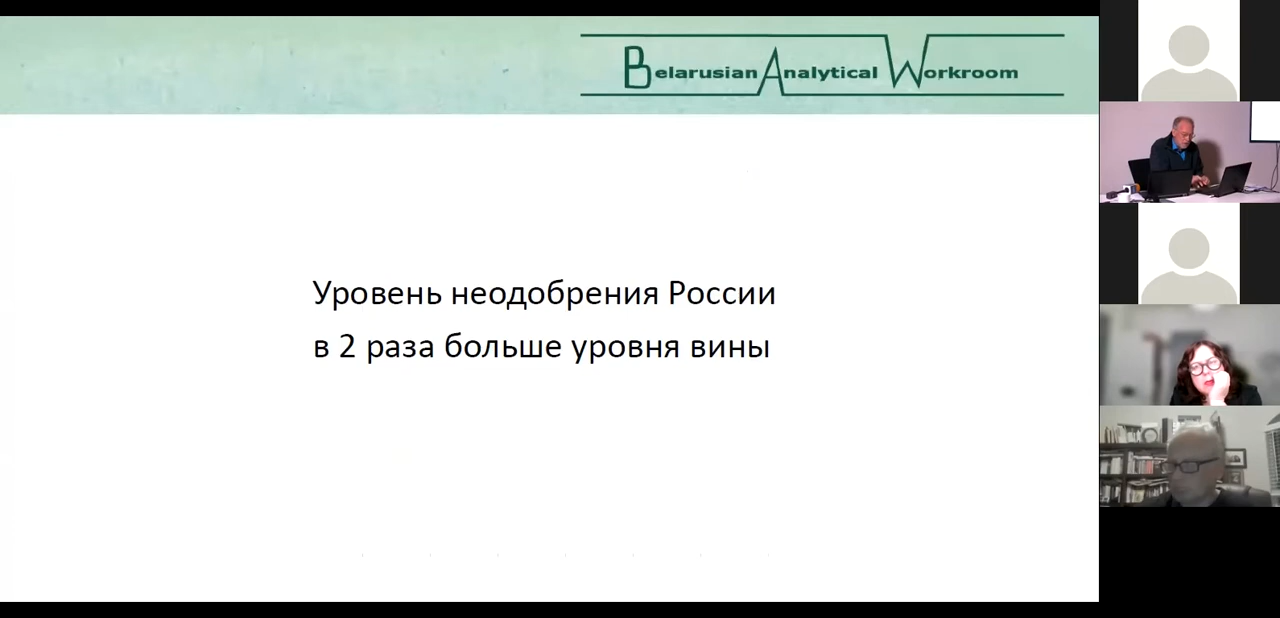 Belarusian Analytical Workroom
Уровень неодобрения России
в 2 раза больше уровня вины